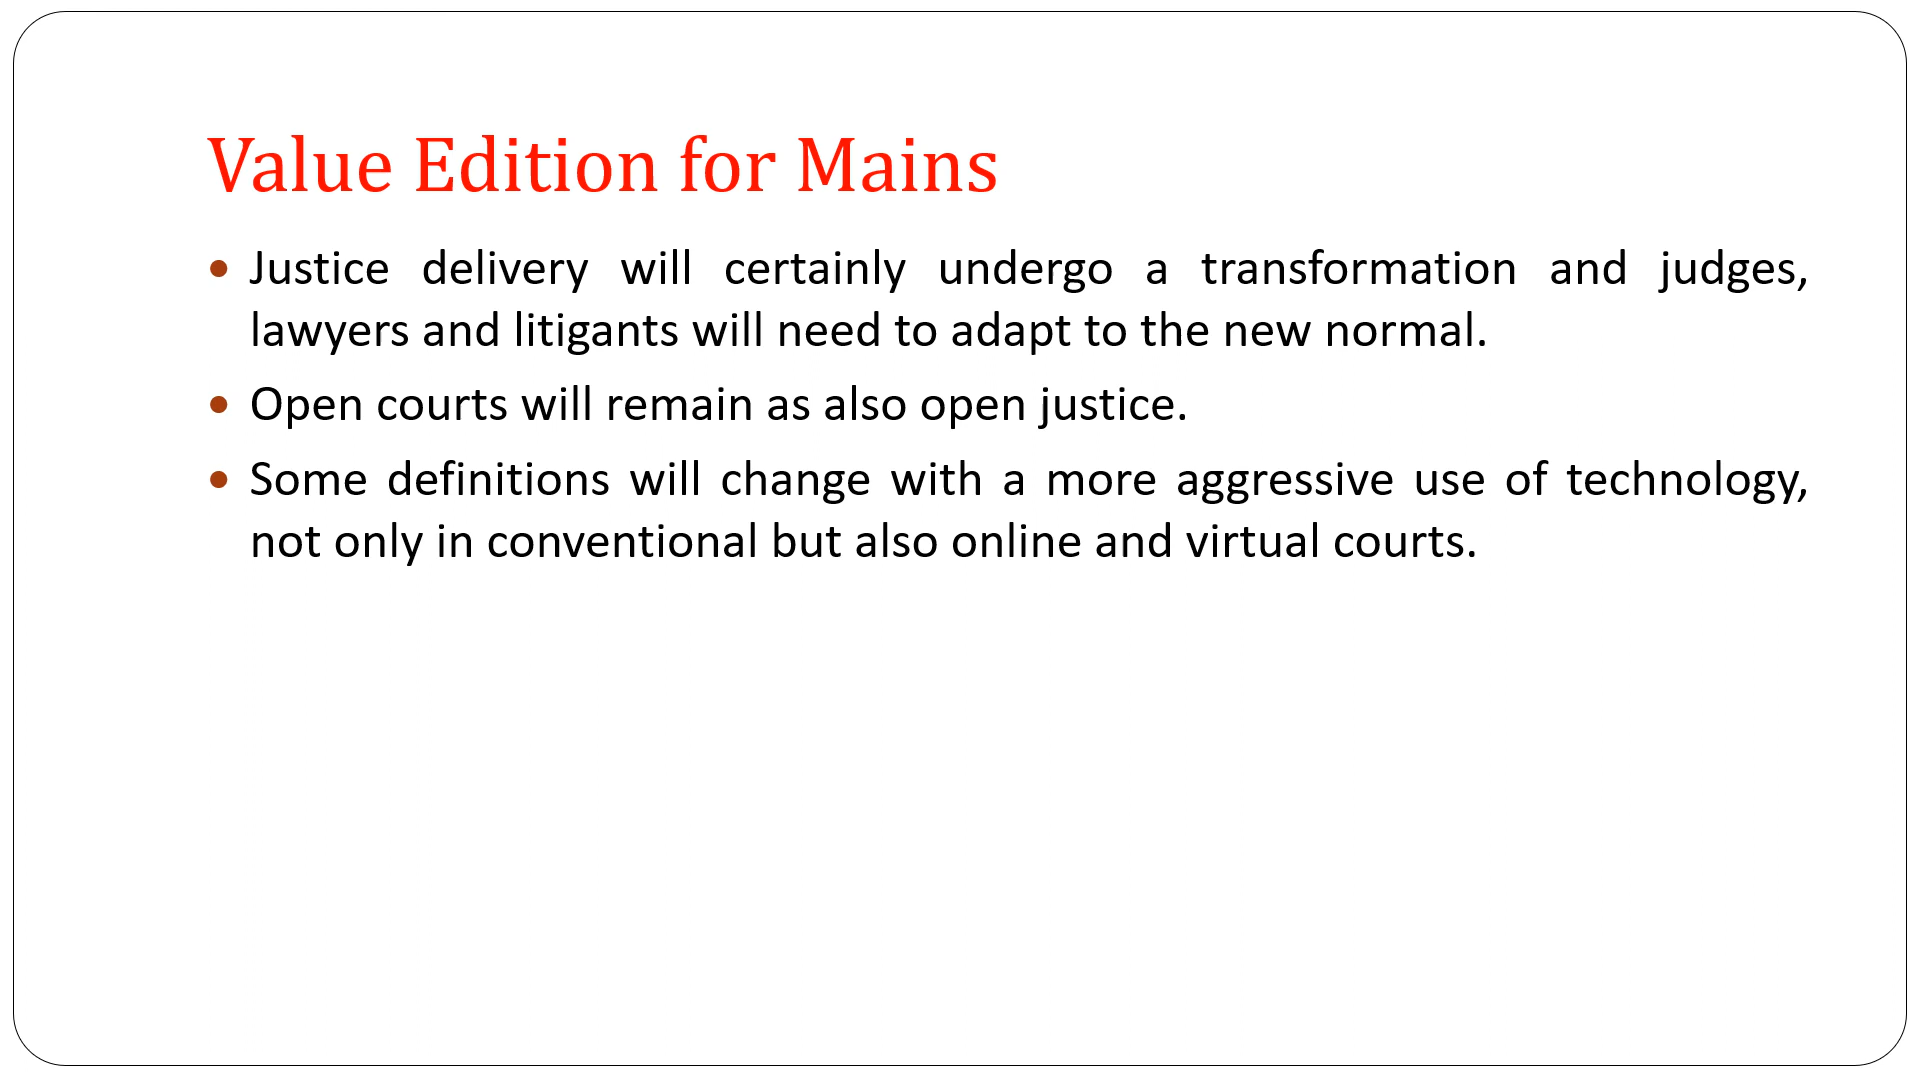 Value Edition for Mains
• Justice delivery will certainly undergo a transformation and judges,
lawyers and litigants will need to adapt to the new normal.
• Open courts will remain as also open justice.
• Some definitions will change with a more aggressive use of technology,
not only in conventional but also online and virtual courts.